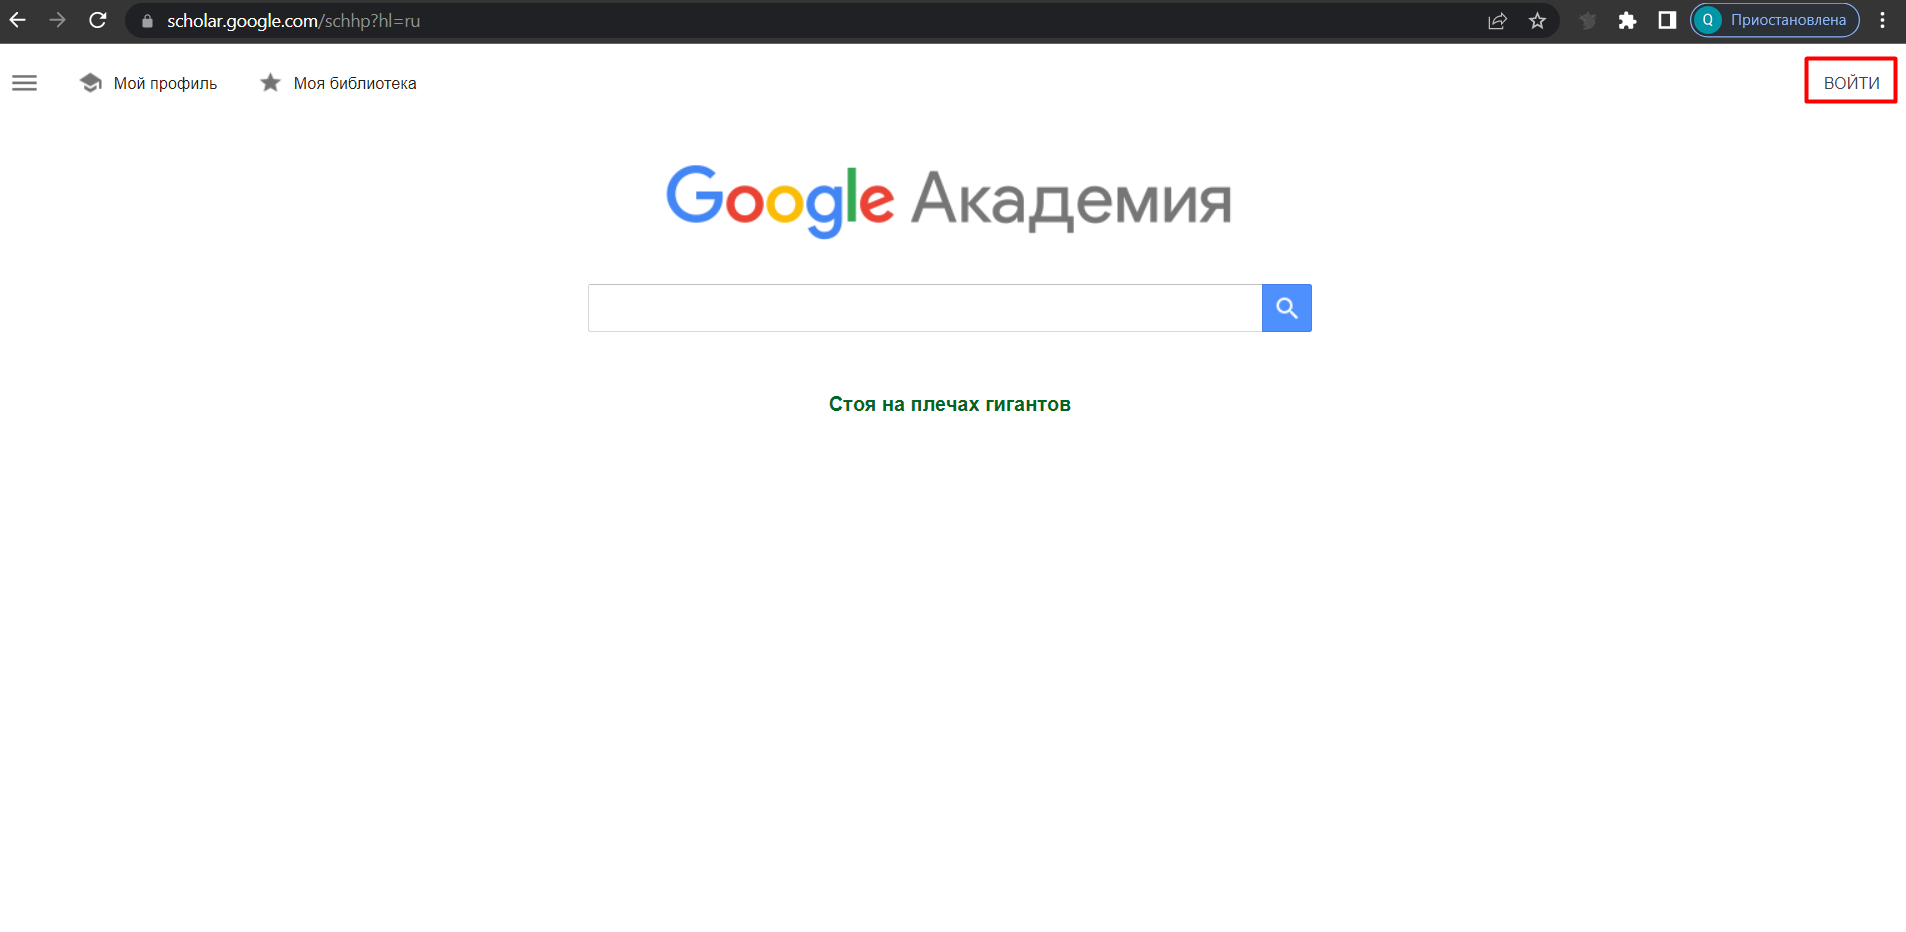 scholar.google.com/schhp?hl=ru
Q Приостановлена
Мой профиль
Моя библиотека
ВОЙТИ
Google Академия
Стоя на плечах гигантов